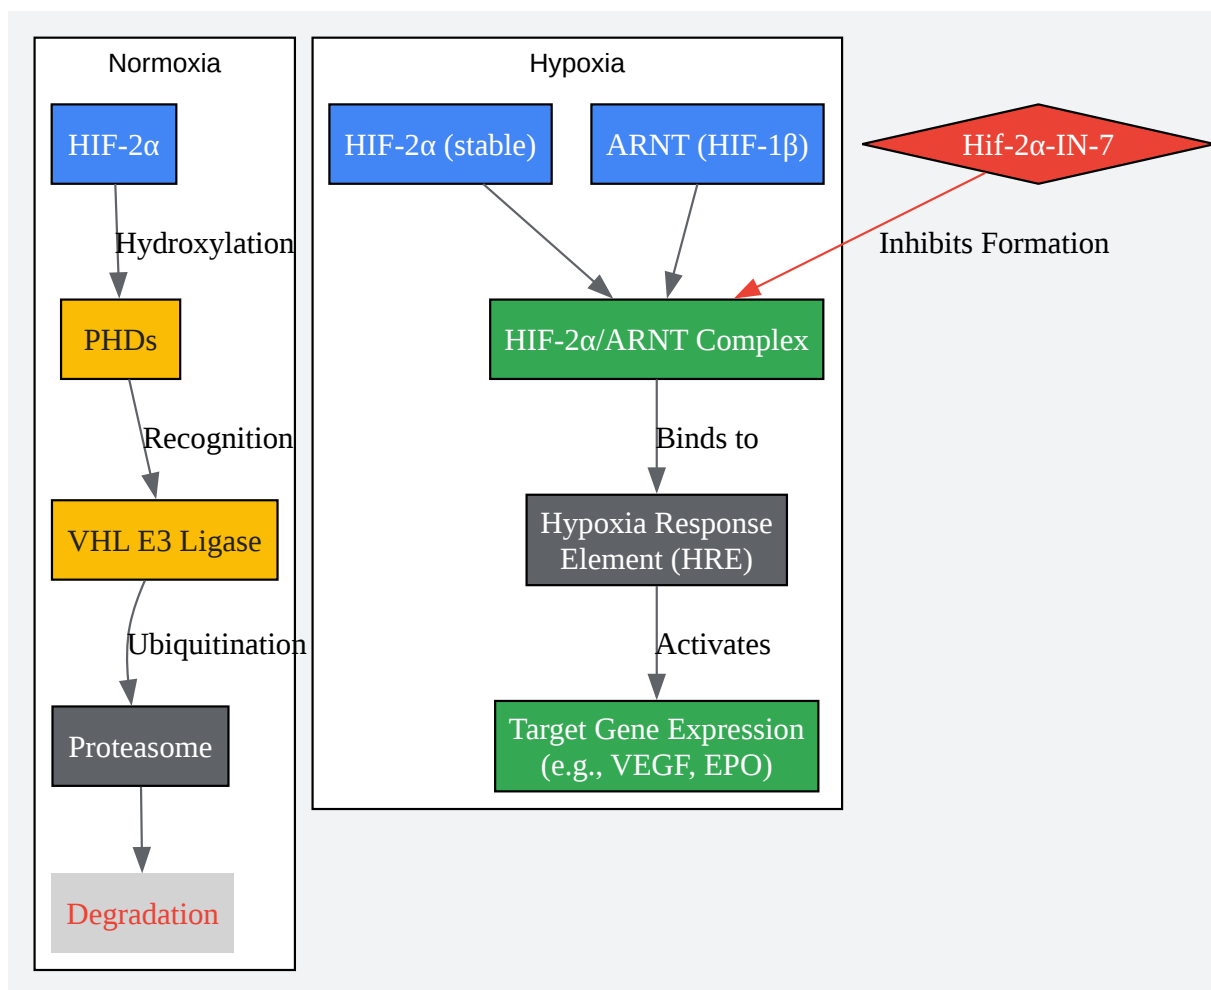 Normoxia
HIF-2α
Hydroxylation
PHDs
Recognition
VHL E3 Ligase
Ubiquitination
Proteasome
Degradation
Hypoxia
HIF-2α (stable)
ARNT (HIF-1β)
HIF-2α/ARNT Complex
Binds to
Hypoxia Response
Element (HRE)
Activates
Target Gene Expression
(e.g., VEGF, EPO)
Hif-2α-IN-7
Inhibits Formation